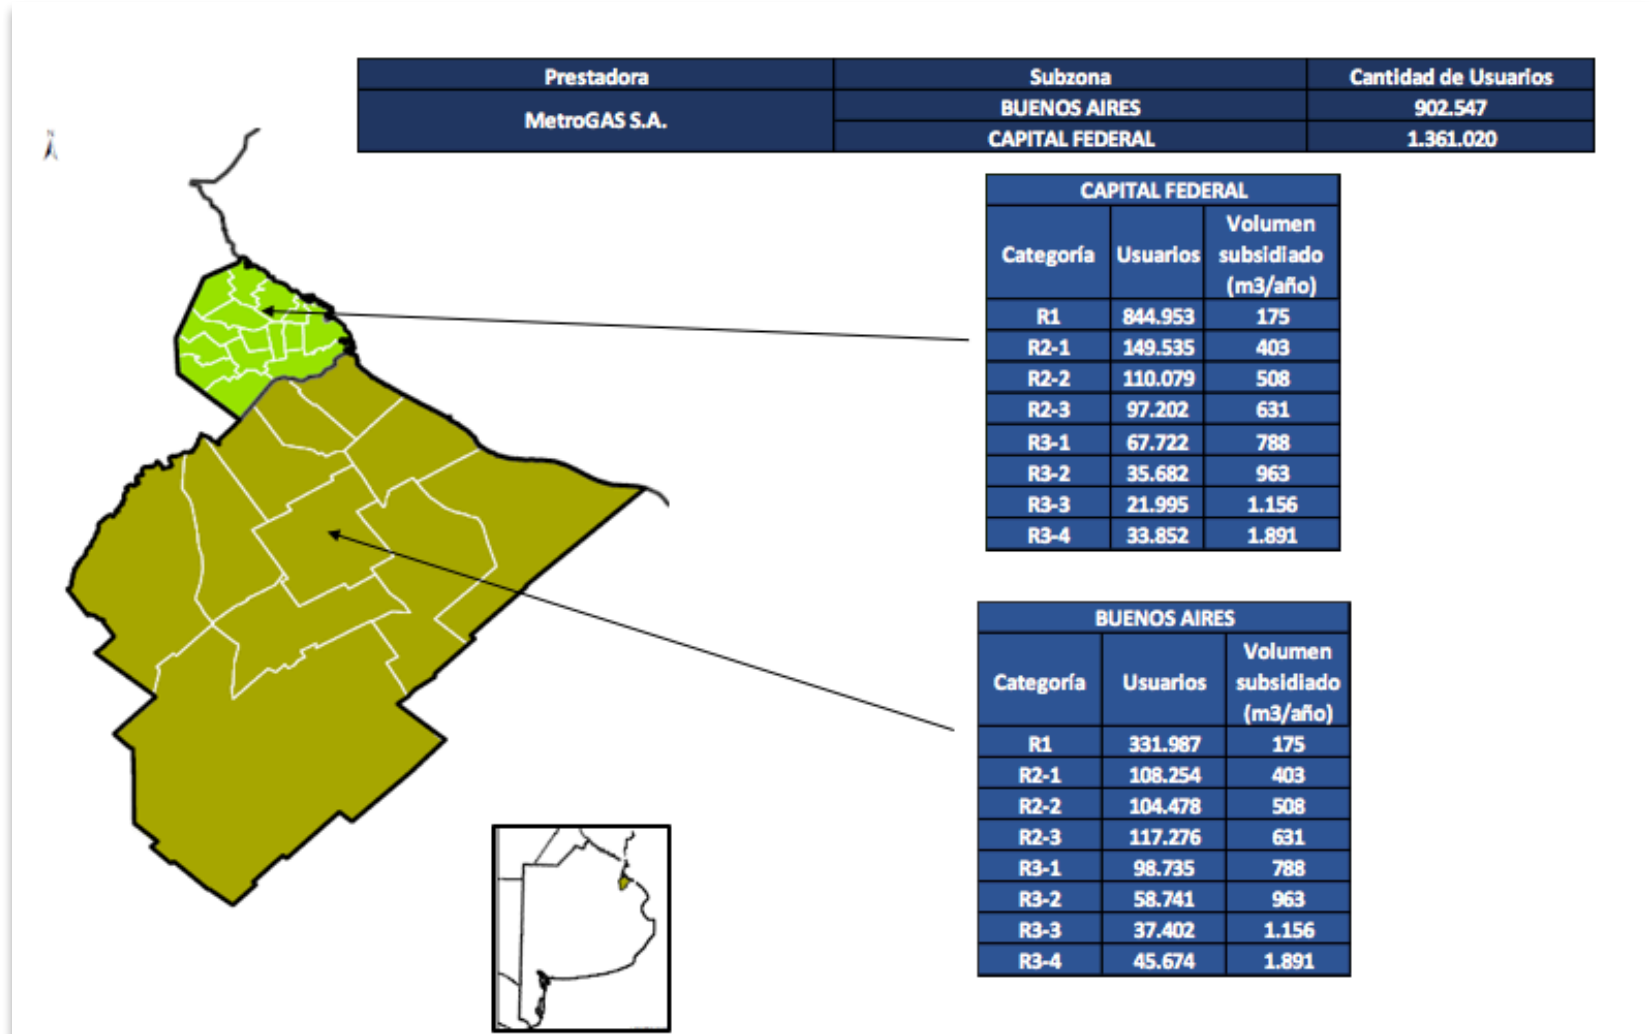 Prestadora Subzona Cantidad de Usuarios
MetroGAS S.A. BUENOS AIRES 902.547
CAPITAL FEDERAL 1.361.020
N
CAPITAL FEDERAL
Categoría Usuarios Volumen subsidiado (m3/año)
R1 844.953 175
R2-1 149.535 403
R2-2 110.079 508
R2-3 97.202 631
R3-1 67.722 788
R3-2 35.682 963
R3-3 21.995 1.156
R3-4 33.852 1.891
BUENOS AIRES
Categoría Usuarios Volumen subsidiado (m3/año)
R1 331.987 175
R2-1 108.254 403
R2-2 104.478 508
R2-3 117.276 631
R3-1 98.735 788
R3-2 58.741 963
R3-3 37.402 1.156
R3-4 45.674 1.891